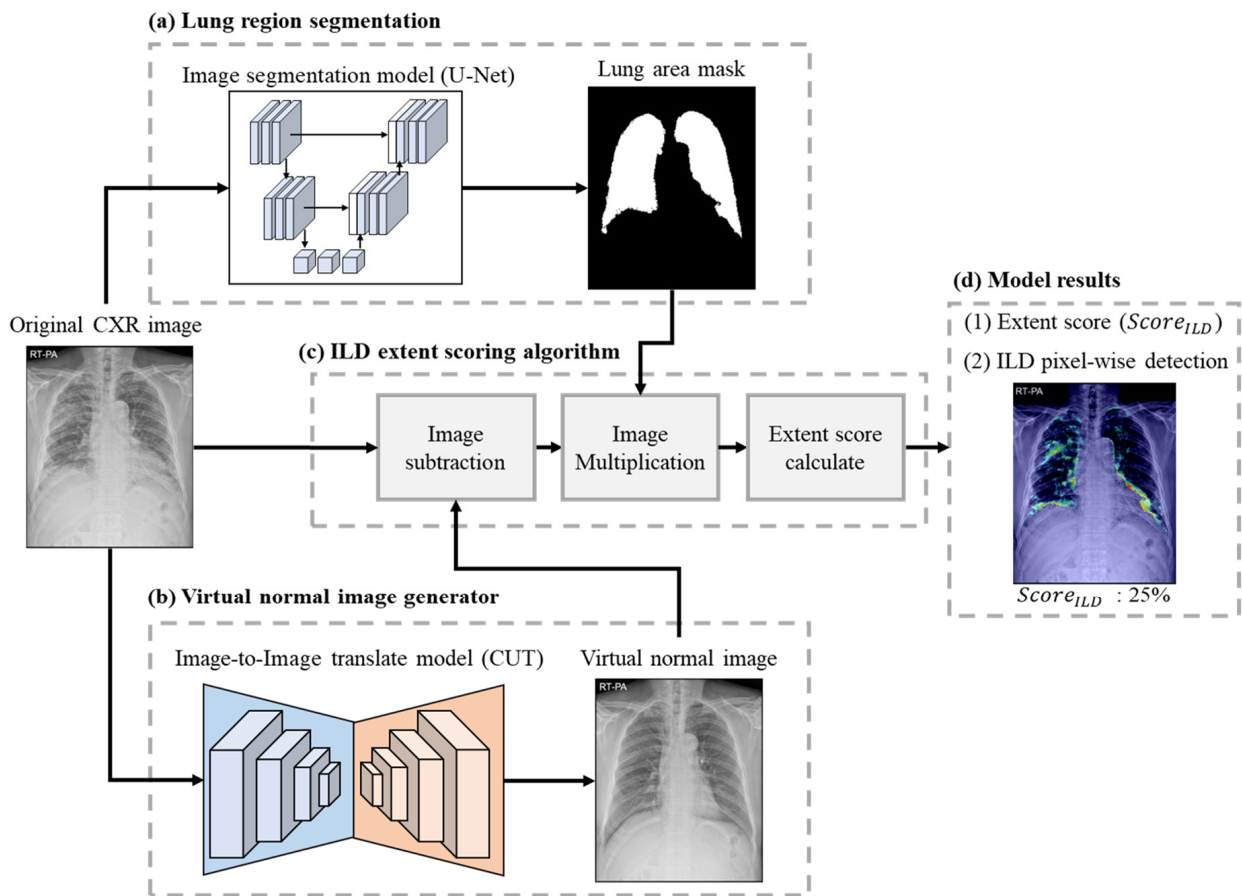 (a) Lung region segmentation
Image segmentation model (U-Net)
Lung area mask
Original CXR image
RT-PA
(c) ILD extent scoring algorithm
Image
subtraction
Image
Multiplication
Extent score
calculate
(d) Model results
(1) Extent score (Score_ILD)
(2) ILD pixel-wise detection
RT-PA
Score_ILD : 25%
(b) Virtual normal image generator
Image-to-Image translate model (CUT)
Virtual normal image
RT-PA